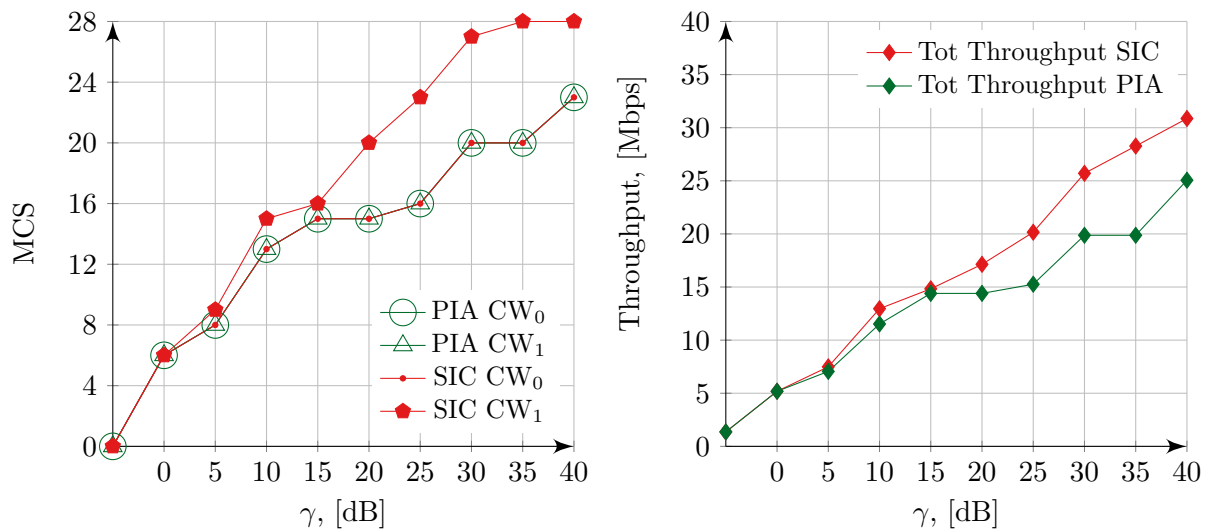 28
24
20
16
12
8
4
0
MCS
0 5 10 15 20 25 30 35 40
γ, [dB]
PIA CW₀
PIA CW₁
SIC CW₀
SIC CW₁
40
35
30
25
20
15
10
5
0
Throughput, [Mbps]
0 5 10 15 20 25 30 35 40
γ, [dB]
Tot Throughput SIC
Tot Throughput PIA